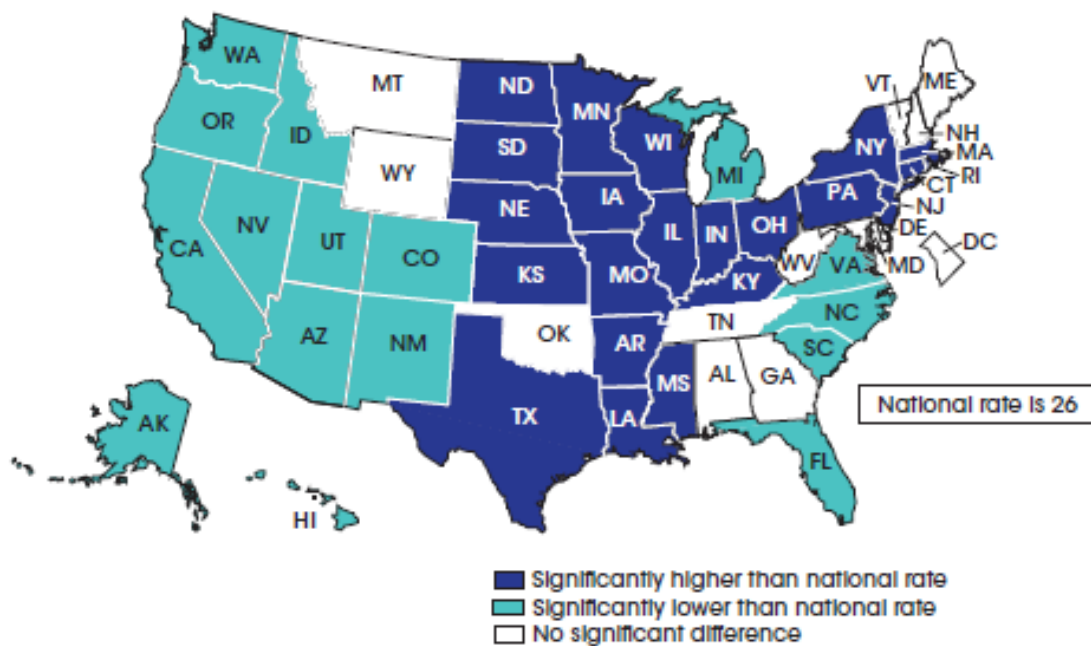 WA
MT
ND
MN
VT
ME
OR
ID
SD
WI
NY
NH
MA
WY
MI
RI
IA
PA
CT
NE
NJ
NV
IL
IN
OH
DE
CA
UT
CO
WV
VA
MD
DC
KS
MO
KY
NC
AZ
NM
OK
TN
AR
SC
MS
AL
GA
National rate is 26
TX
LA
AK
FL
HI
Significantly higher than national rate
Significantly lower than national rate
No significant difference